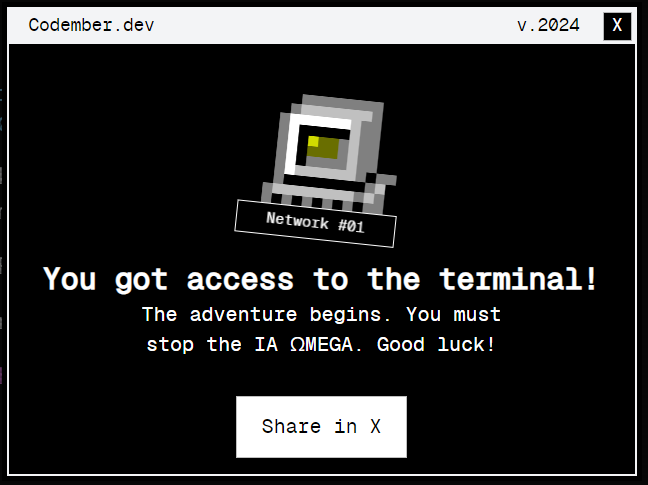 Codember.dev
v.2024
X
Network #01
You got access to the terminal!
The adventure begins. You must
stop the IA ΩMEGA. Good luck!
Share in X